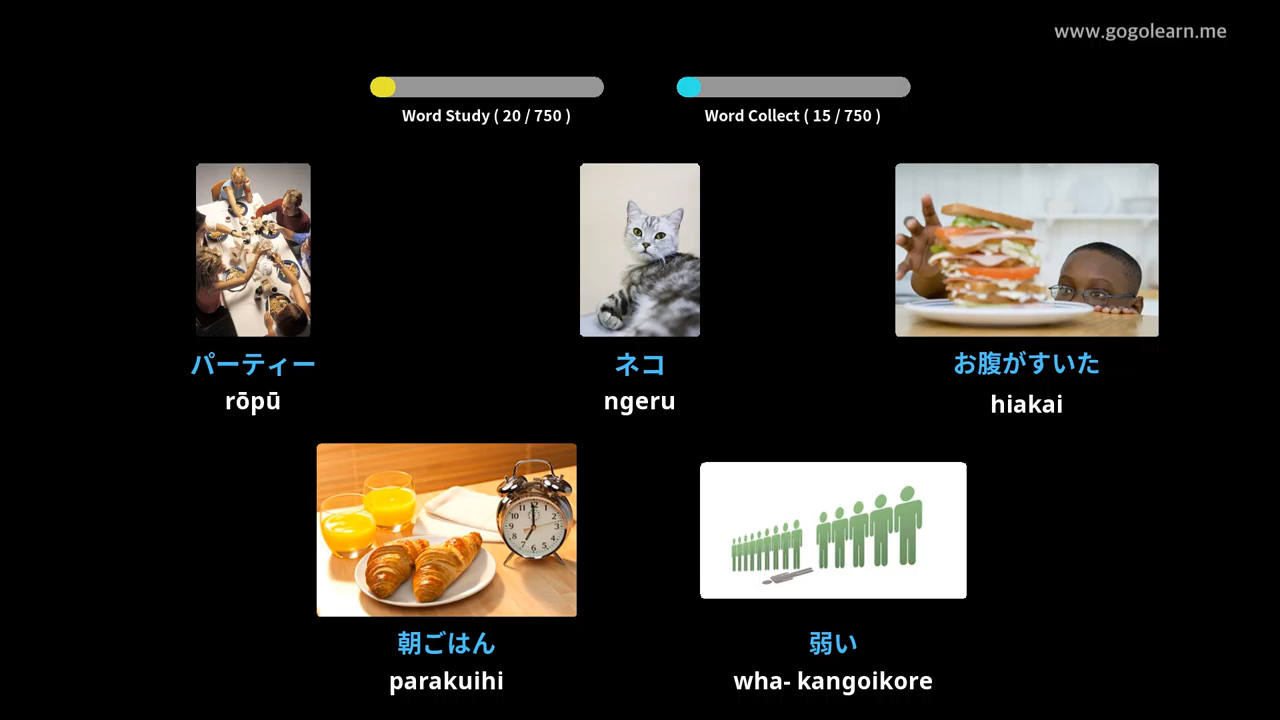 www.gogolearn.me
Word Study ( 20 / 750 )
Word Collect ( 15 / 750 )
パーティー
rōpū
ネコ
ngeru
お腹がすいた
hiakai
朝ごはん
parakuihi
弱い
wha- kangoikore